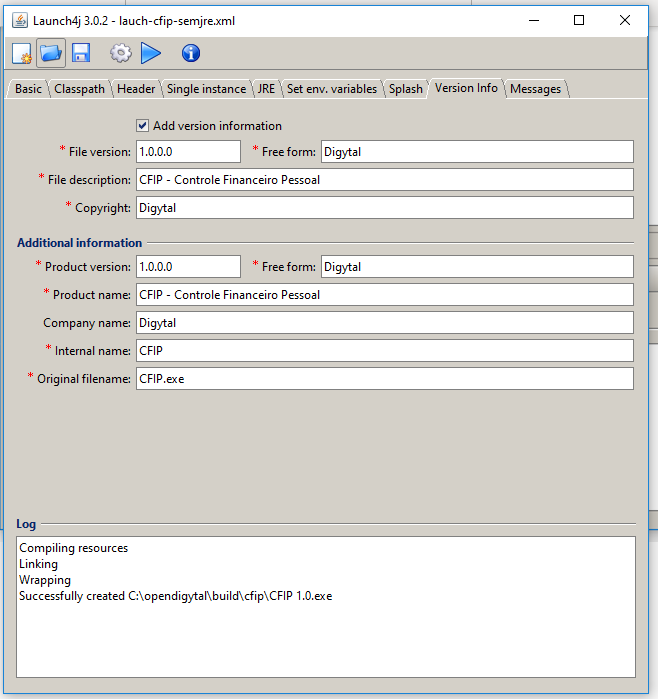 Launch4j 3.0.2 - lauch-cfip-semjre.xml
Basic Classpath Header Single instance JRE Set env. variables Splash Version Info Messages
Add version information
* File version: 1.0.0.0 * Free form: Digytal
* File description: CFIP - Controle Financeiro Pessoal
* Copyright: Digytal
Additional information
* Product version: 1.0.0.0 * Free form: Digytal
* Product name: CFIP - Controle Financeiro Pessoal
Company name: Digytal
* Internal name: CFIP
* Original filename: CFIP.exe
Log
Compiling resources
Linking
Wrapping
Successfully created C:\opendigytal\build\cfip\CFIP 1.0.exe